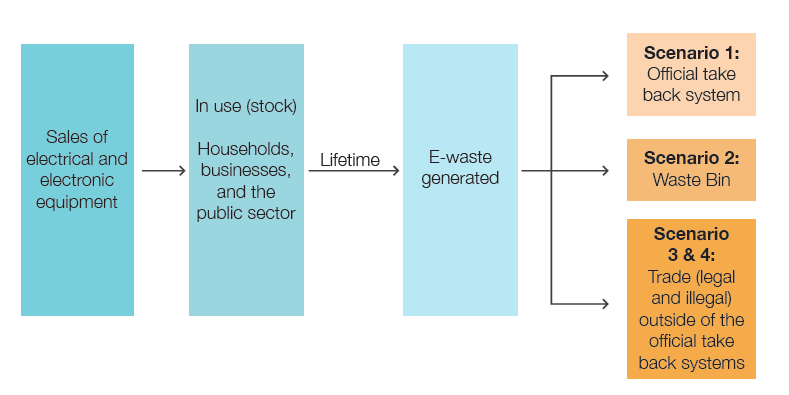 Sales of
electrical and
electronic
equipment
In use (stock)
Households,
businesses,
and the
public sector
Lifetime
E-waste
generated
Scenario 1:
Official take
back system
Scenario 2:
Waste Bin
Scenario
3 & 4:
Trade (legal
and illegal)
outside of the
official take
back systems